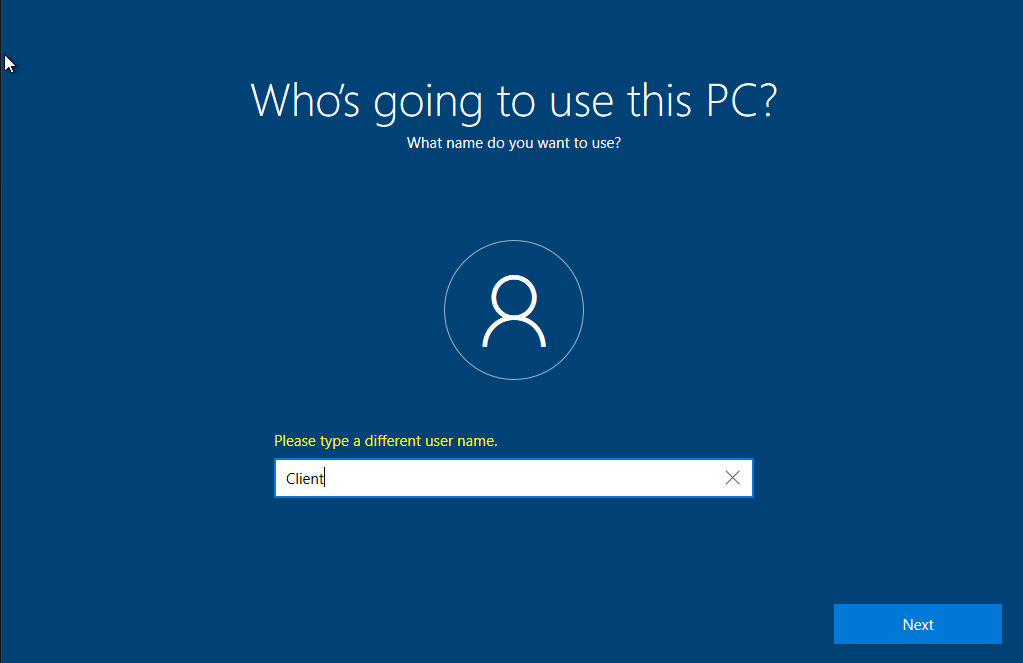 Who's going to use this PC?
What name do you want to use?
Please type a different user name.
Client
Next